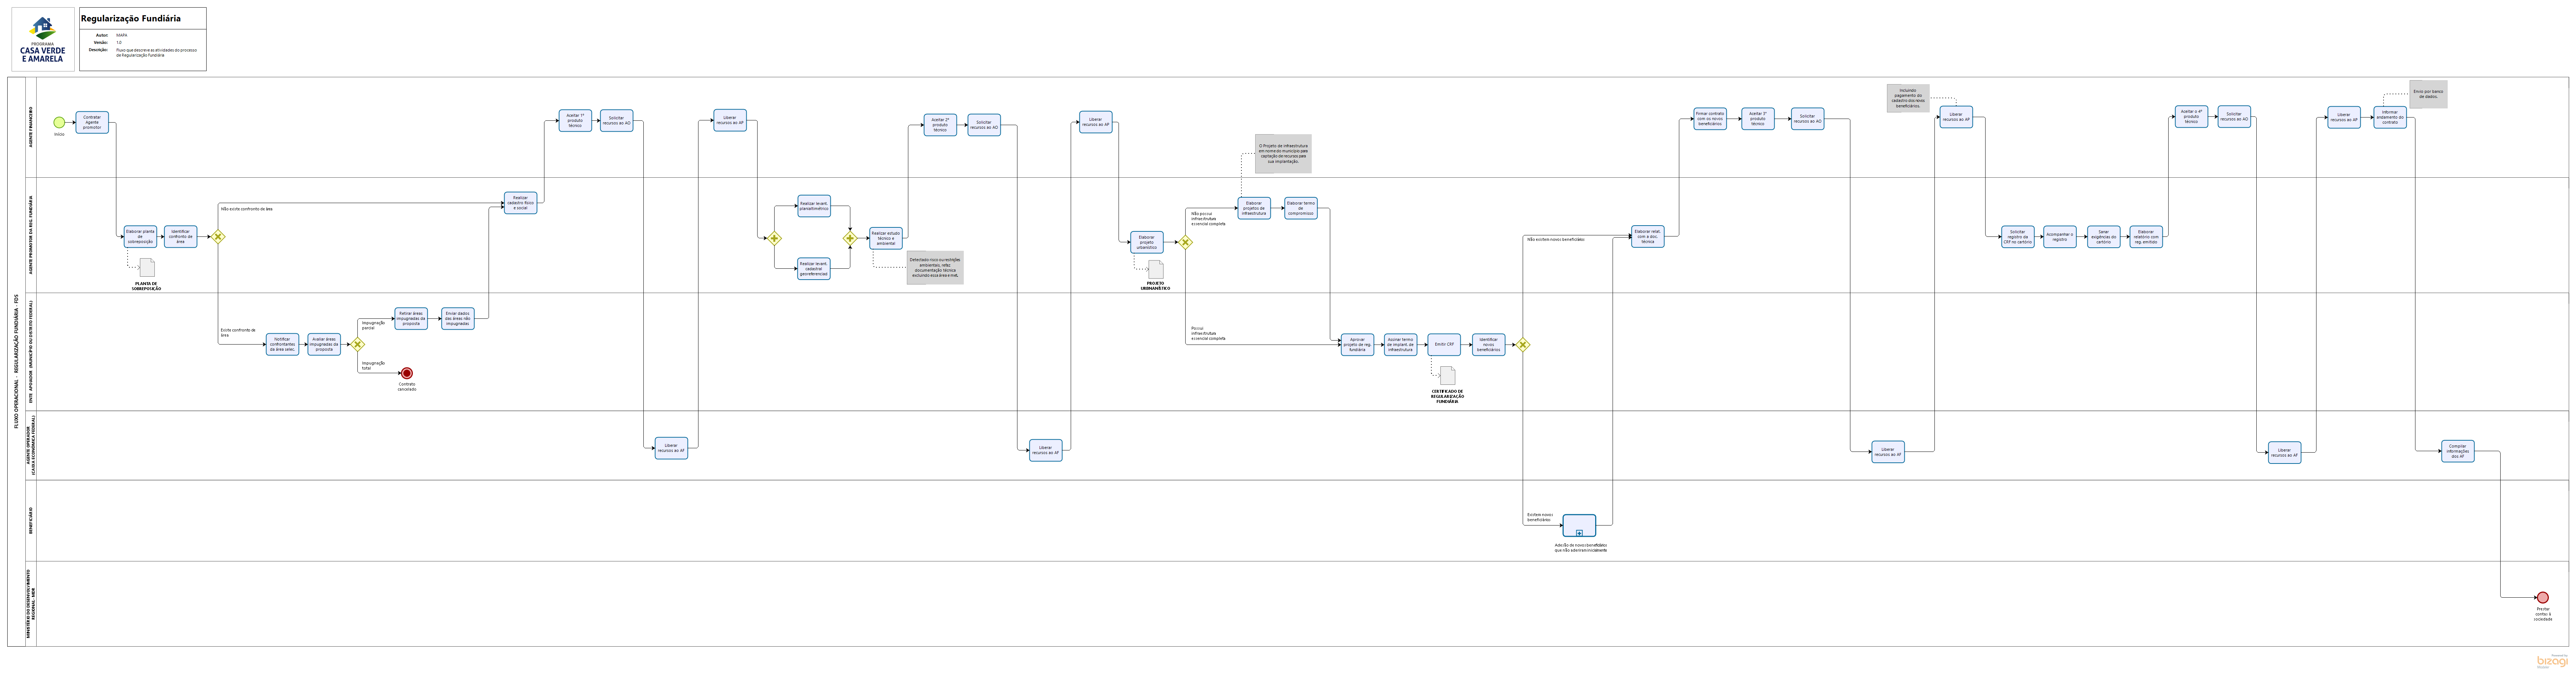 PROGRAMA
CASA VERDE
E AMARELA
Regularização Fundiária
Autor: MAPA
Versão: 1.0
Descrição: Fluxo que descreve as atividades do processo
de Regularização Fundiária
FLUXO OPERACIONAL - REGULARIZAÇÃO FUNDIÁRIA - FDS
AGENTE FINANCEIRO
Início
Contratar
Agente
promotor
Aceitar 1º
produto
técnico
Solicitar
recursos ao AO
Liberar
recursos ao AP
Aceitar 2º
produto
técnico
Solicitar
recursos ao AO
Liberar
recursos ao AP
O Projeto de infraestrutura
em nome do município para
captação de recursos para
sua implantação.
Firmar contrato
com os novos
beneficiários
Aceitar 3º
produto
técnico
Solicitar
recursos ao AO
Incluindo
pagamento do
cadastro dos novos
beneficiários.
Liberar
recursos ao AP
Aceitar o 4º
produto
técnico
Solicitar
recursos ao AO
Liberar
recursos ao AP
Informar
andamento do
contrato
Envio por banco
de dados.
AGENTE PROMOTOR DA REG. FUNDIÁRIA
Elaborar planta
de
sobreposição
PLANTA DE
SOBREPOSIÇÃO
Identificar
confronto de
área
Não existe confronto de área
Realizar
cadastro físico
e social
Realizar levant.
planialtimétrico
Realizar levant.
cadastral
georeferenciad
Realizar estudo
técnico e
ambiental
Detectado risco ou restrições
ambientais, refaz
documentação técnica
excluindo essa área e met.
Elaborar
projeto
urbanístico
PROJETO
URBANAÍSTICO
Não possui
infraestrutura
essencial completa
Elaborar
projetos de
infraestrutura
Elaborar termo
de
compromisso
Não existem novos beneficiários
Elaborar relat.
com a doc.
técnica
Solicitar
registro da
CRF no cartório
Acompanhar o
registro
Sanar
exigências do
cartório
Elaborar
relatório com
reg. emitido
ENTE APOIADOR (MUNICÍPIO OU DISTRITO FEDERAL)
Existe confronto de
área
Notificar
confrontantes
da área selec.
Avaliar áreas
impugnadas da
proposta
Impugnação
parcial
Retirar áreas
impugnadas da
proposta
Enviar dados
das áreas não
impugnadas
Impugnação
total
Contrato
cancelado
Possui
infraestrutura
essencial completa
Aprovar
projeto de reg.
fundiária
Assinar termo
de implant. de
infraestrutura
Emitir CRF
CERTIFICADO DE
REGULARIZAÇÃO
FUNDIÁRIA
Identificar
novos
beneficiários
AGENTE OPERADOR
(CAIXA ECONÔMICA FEDERAL)
Liberar
recursos ao AF
Liberar
recursos ao AF
Liberar
recursos ao AF
Liberar
recursos ao AF
Compilar
informações
dos AF
BENEFICIÁRIO
Existem novos
beneficiários
Adesão de novos beneficiários
que não aderiram inicialmente
MINISTÉRIO DO DESENVOLVIMENTO
REGIONAL - MDR
Prestar
contas à
sociedade
Powered by
bizagi
Modeler